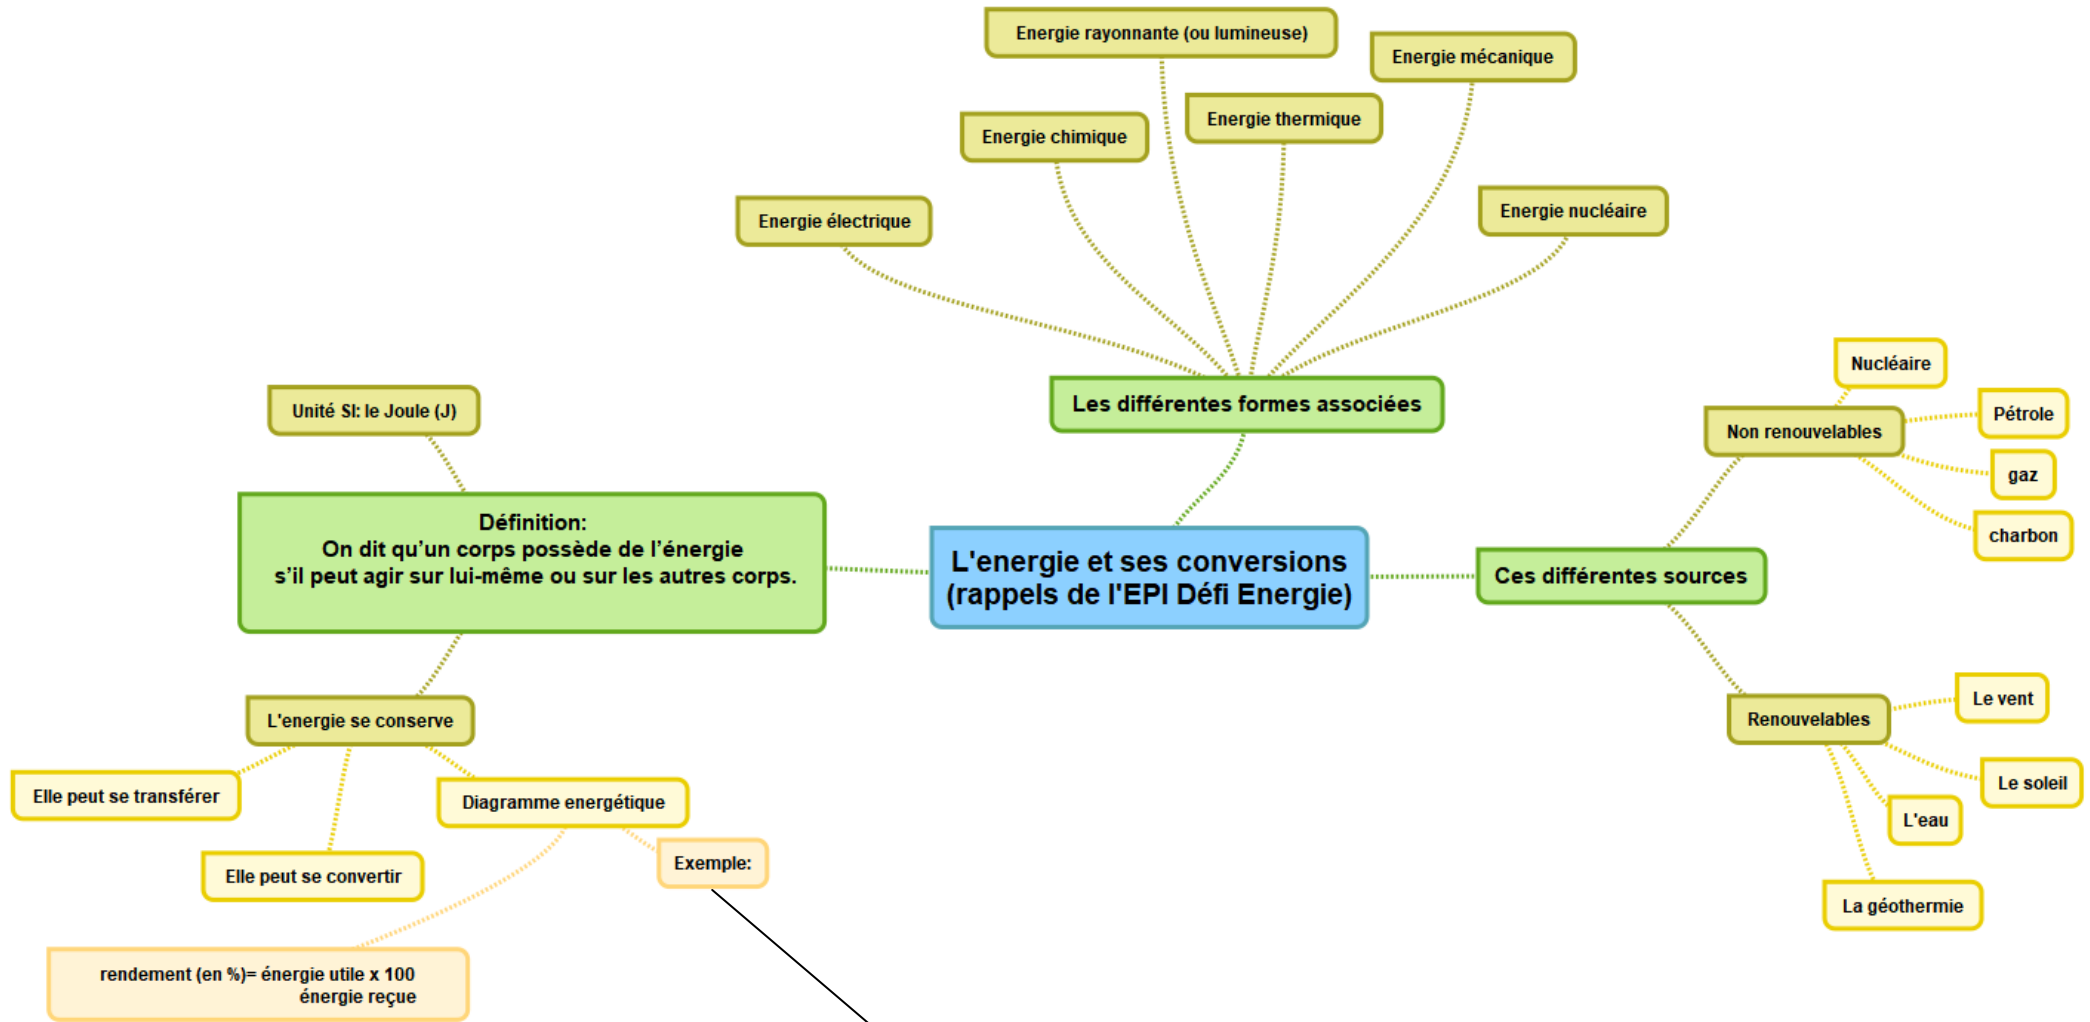 Energie rayonnante (ou lumineuse)
Energie mécanique
Energie chimique
Energie thermique
Energie électrique
Energie nucléaire
Les différentes formes associées
Unité SI: le Joule (J)
Définition:
On dit qu'un corps possède de l'énergie
s'il peut agir sur lui-même ou sur les autres corps.
L'energie et ses conversions
(rappels de l'EPI Défi Energie)
Ces différentes sources
Nucléaire
Non renouvelables
Pétrole
gaz
charbon
Renouvelables
Le vent
Le soleil
L'eau
La géothermie
L'energie se conserve
Elle peut se transférer
Elle peut se convertir
Diagramme energétique
Exemple:
rendement (en %)= énergie utile x 100
énergie reçue